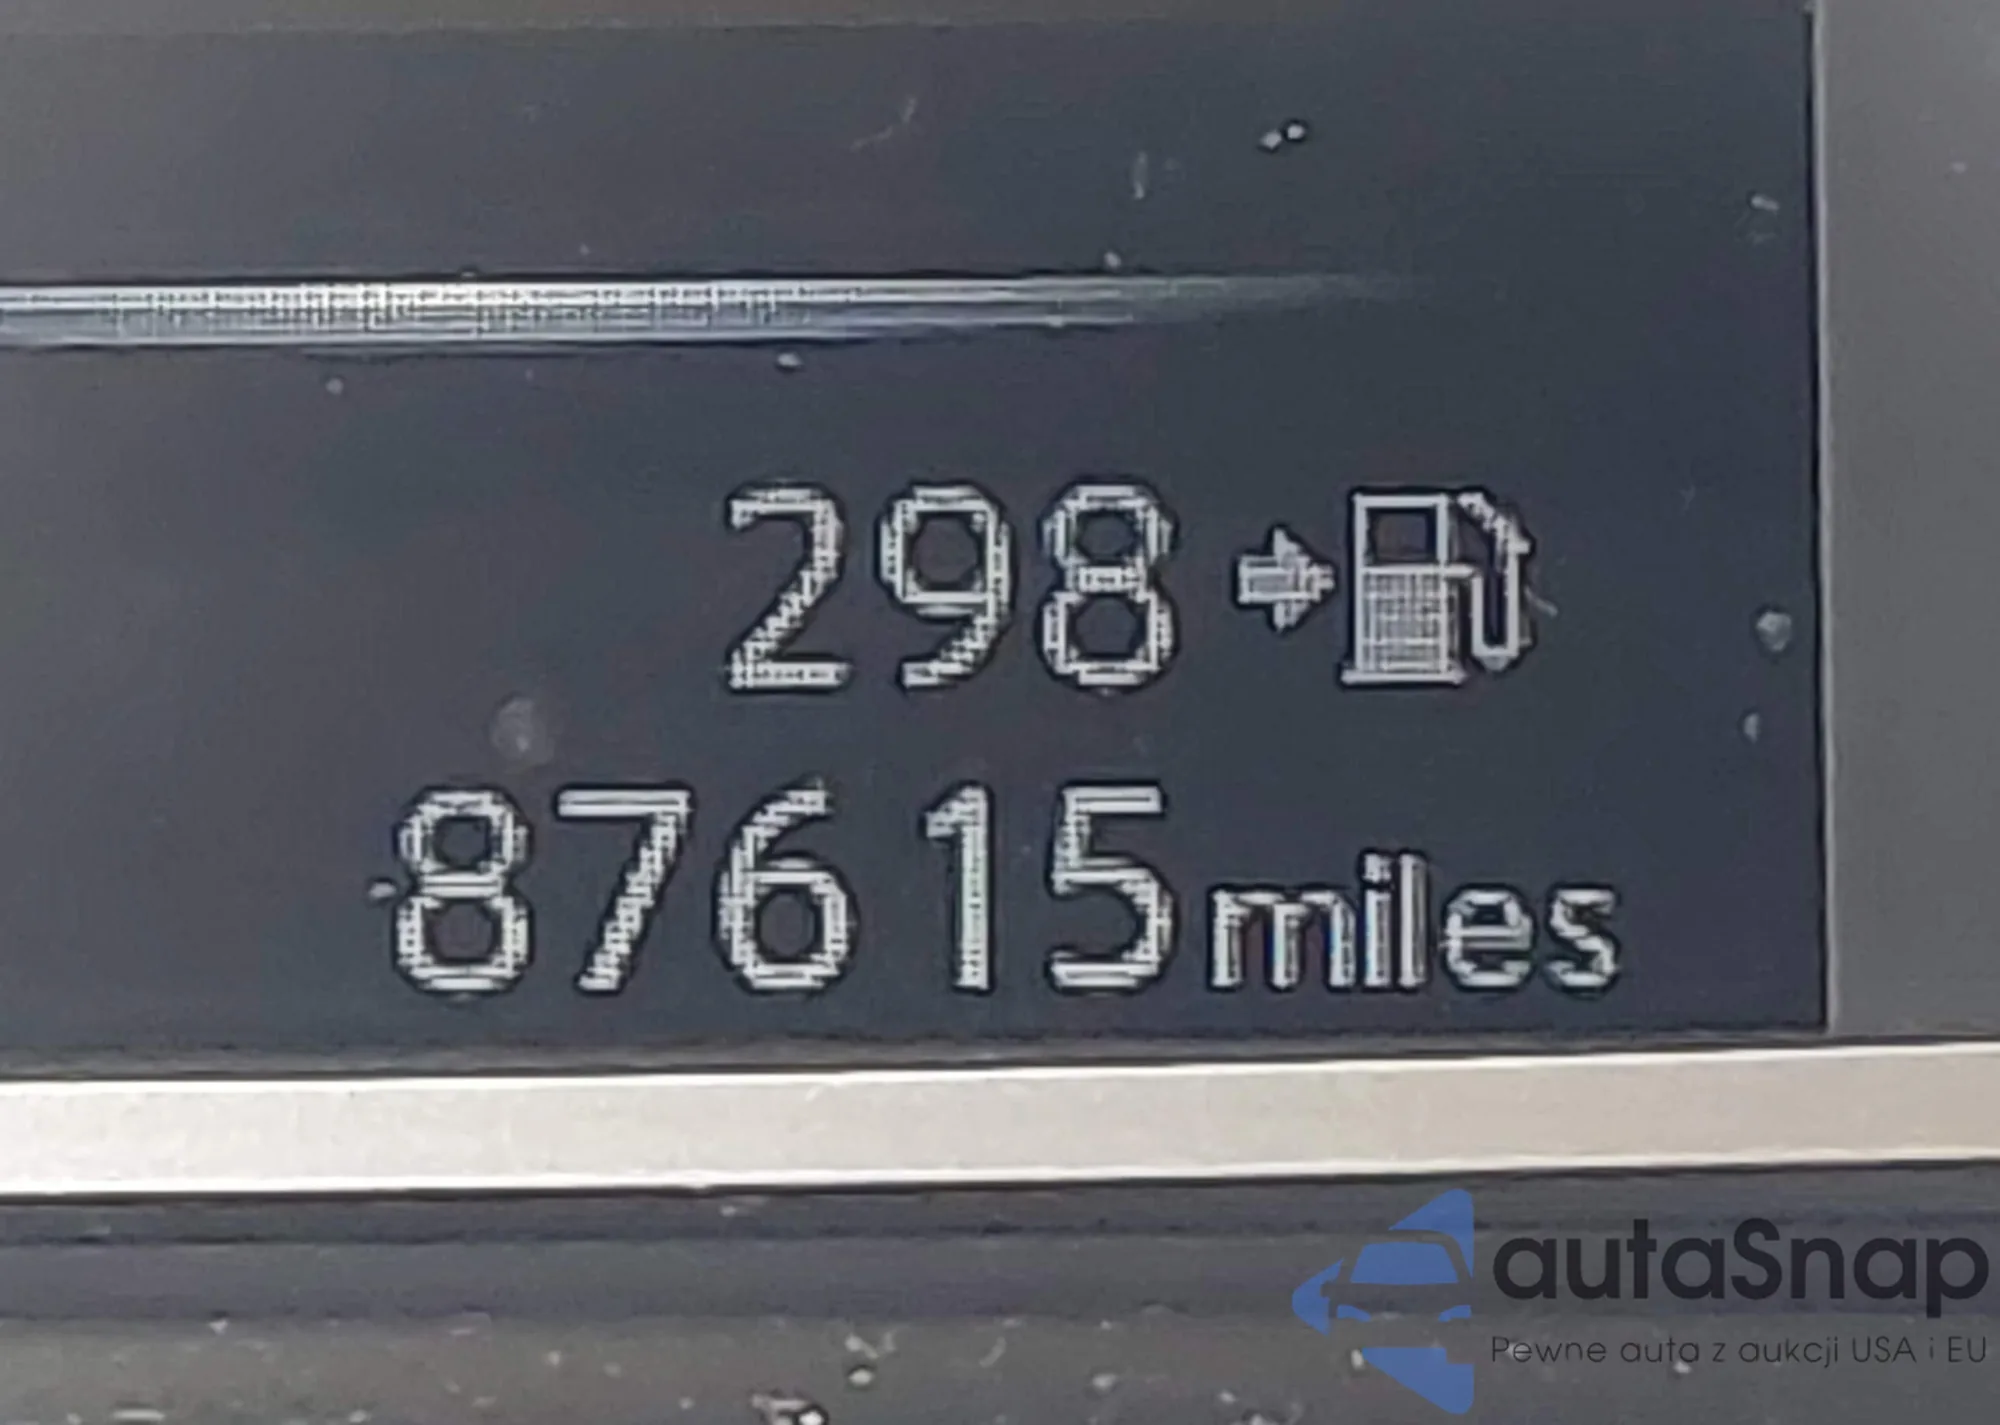 298
87615 miles
autaSnap
Pewne auta z aukcji USA i EU